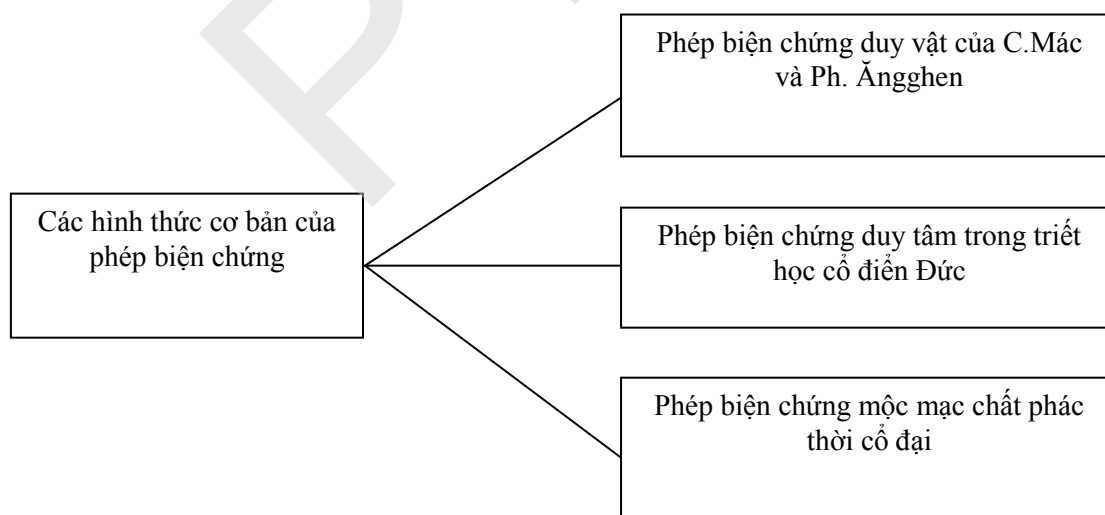 Phép biện chứng duy vật của C.Mác
và Ph. Ăngghen
Các hình thức cơ bản của
phép biện chứng
Phép biện chứng duy tâm trong triết
học cổ điển Đức
Phép biện chứng mộc mạc chất phác
thời cổ đại